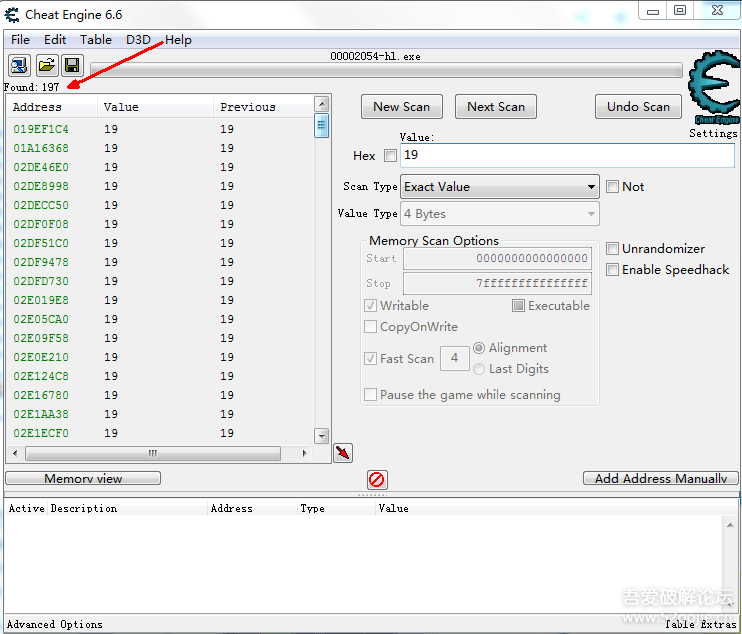 Cheat Engine 6.6
File Edit Table D3D Help
00002054-hl.exe
Found: 197
Address Value Previous
019EF1C4 19 19
01A16368 19 19
02DE46E0 19 19
02DE8998 19 19
02DECC50 19 19
02DF0F08 19 19
02DF51C0 19 19
02DF9478 19 19
02DFD730 19 19
02E019E8 19 19
02E05CA0 19 19
02E09F58 19 19
02E0E210 19 19
02E124C8 19 19
02E16780 19 19
02E1AA38 19 19
02E1ECF0 19 19
New Scan Next Scan Undo Scan
Cheat Engine
Settings
Value:
Hex 19
Scan Type Exact Value Not
Value Type 4 Bytes
Memory Scan Options
Start 0000000000000000
Stop 7fffffffffffffff
Writable Executable
CopyOnWrite
Fast Scan 4 Alignment
Last Digits
Pause the game while scanning
Unrandomizer
Enable Speedhack
Memory view
Add Address Manually
Active Description Address Type Value
吾爱破解论坛
www.52pojie.cn
Advanced Options
Table Extras